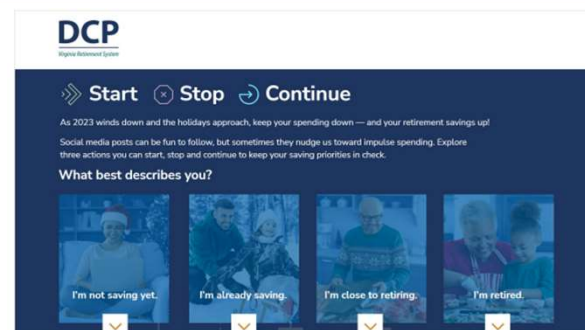 DCP
Virginia Retirement System
Start Stop Continue
As 2023 winds down and the holidays approach, keep your spending down — and your retirement savings up!
Social media posts can be fun to follow, but sometimes they nudge us toward impulse spending. Explore
three actions you can start, stop and continue to keep your saving priorities in check.
What best describes you?
I'm not saving yet.
I'm already saving.
I'm close to retiring.
I'm retired.